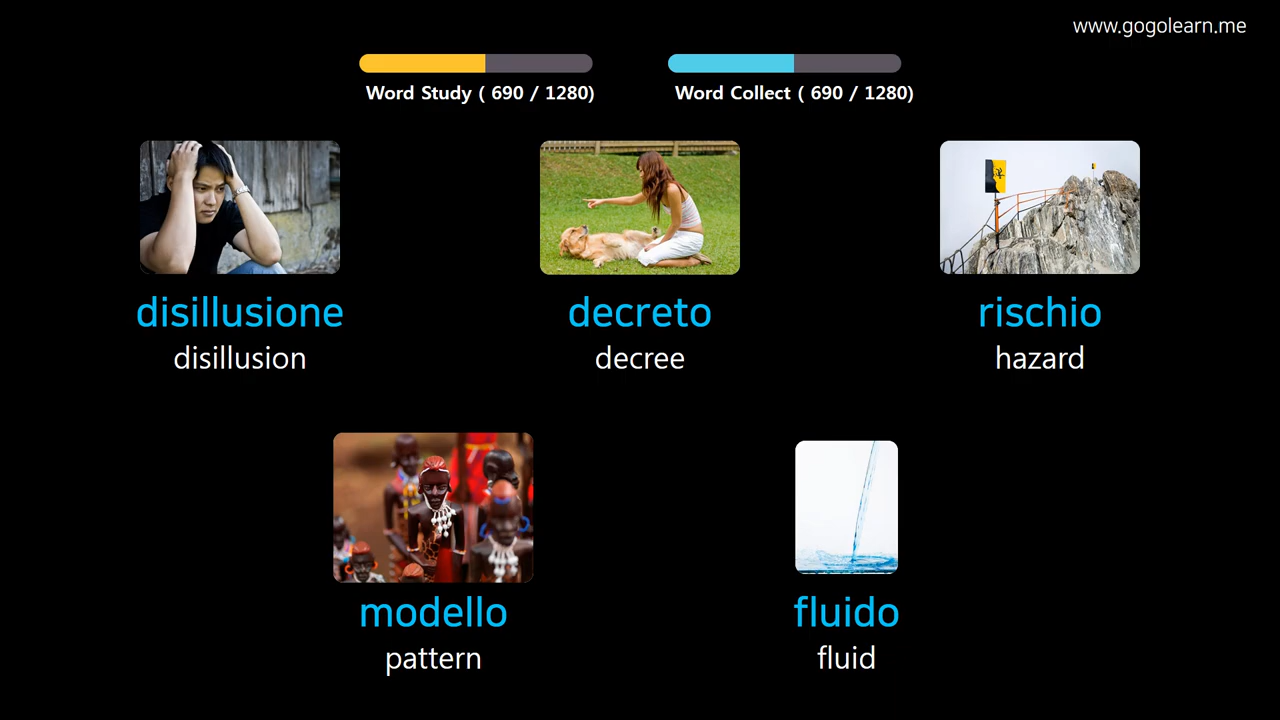 www.gogolearn.me
Word Study ( 690 / 1280)
Word Collect ( 690 / 1280)
disillusione
disillusion
decreto
decree
rischio
hazard
modello
pattern
fluido
fluid